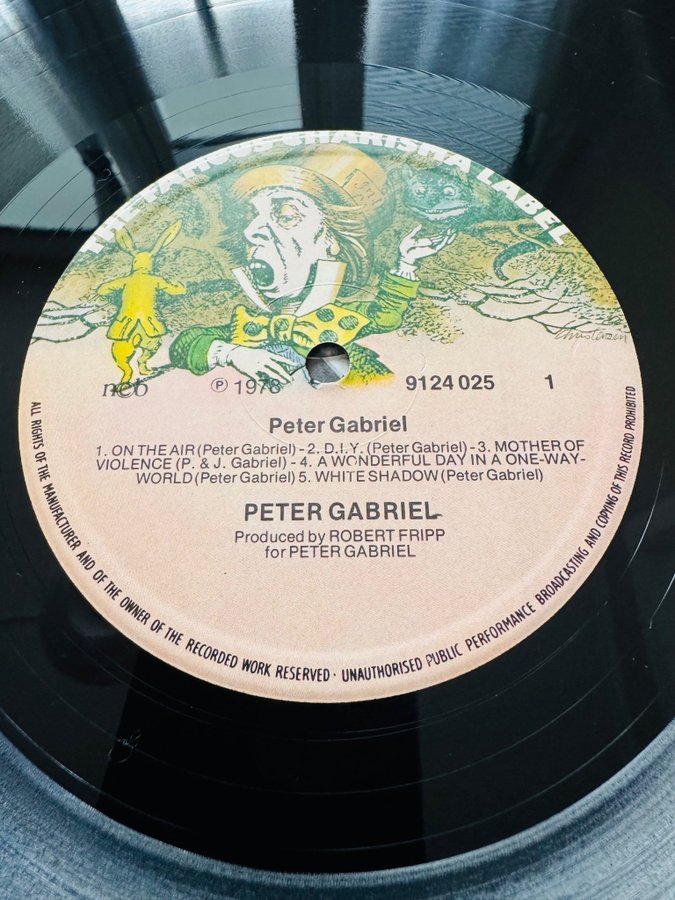 THE FAMOUS CHARISMA LABEL
Christensen
ncb ℗ 1978 9124 025 1
Peter Gabriel
1. ON THE AIR (Peter Gabriel) - 2. D.I.Y. (Peter Gabriel) - 3. MOTHER OF
VIOLENCE (P. & J. Gabriel) - 4. A WONDERFUL DAY IN A ONE-WAY-
WORLD (Peter Gabriel) 5. WHITE SHADOW (Peter Gabriel)
PETER GABRIEL
Produced by ROBERT FRIPP
for PETER GABRIEL
ALL RIGHTS OF THE MANUFACTURER AND OF THE OWNER OF THE RECORDED WORK RESERVED · UNAUTHORISED PUBLIC PERFORMANCE BROADCASTING AND COPYING OF THIS RECORD PROHIBITED